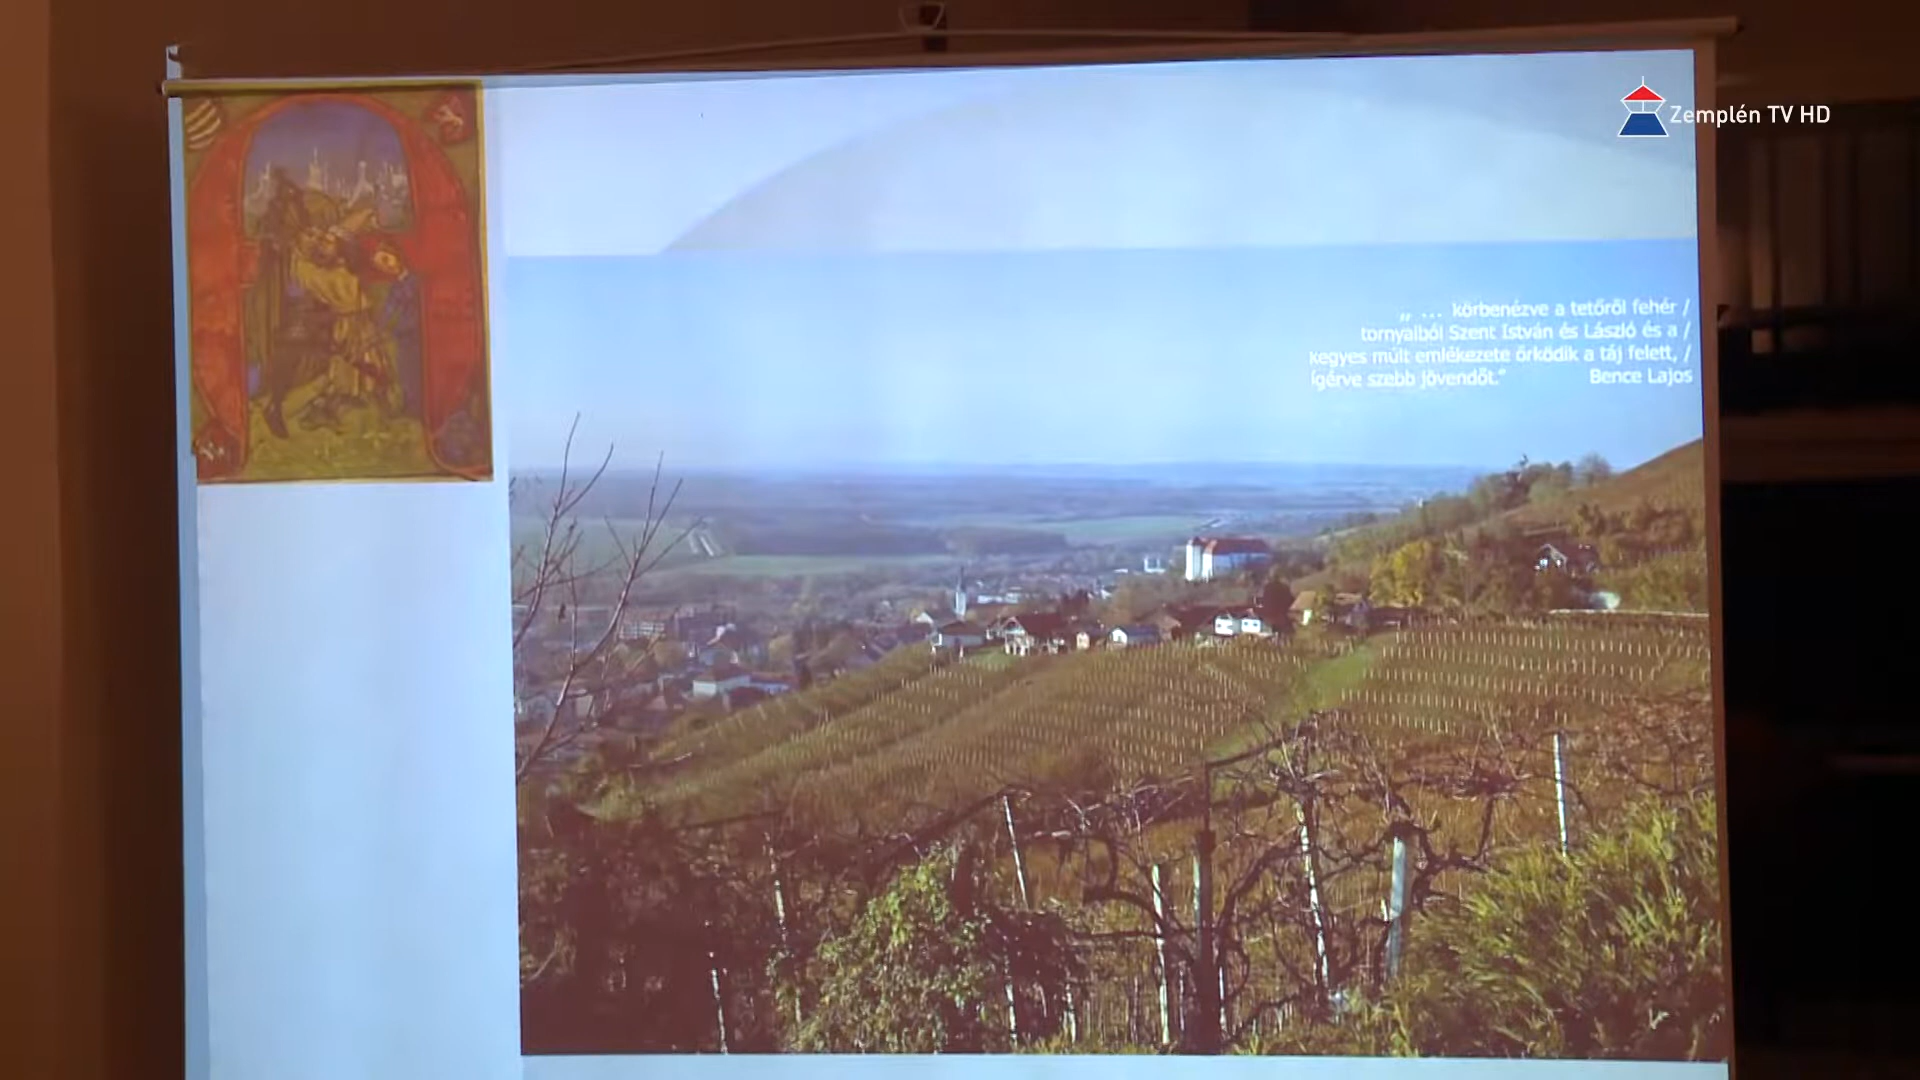 Zemplén TV HD
„ ... körbenézve a tetőről fehér /
tornyaiból Szent István és László és a /
kegyes múlt emlékezete őrködik a táj felett, /
ígérve szebb jövendőt.” Bence Lajos